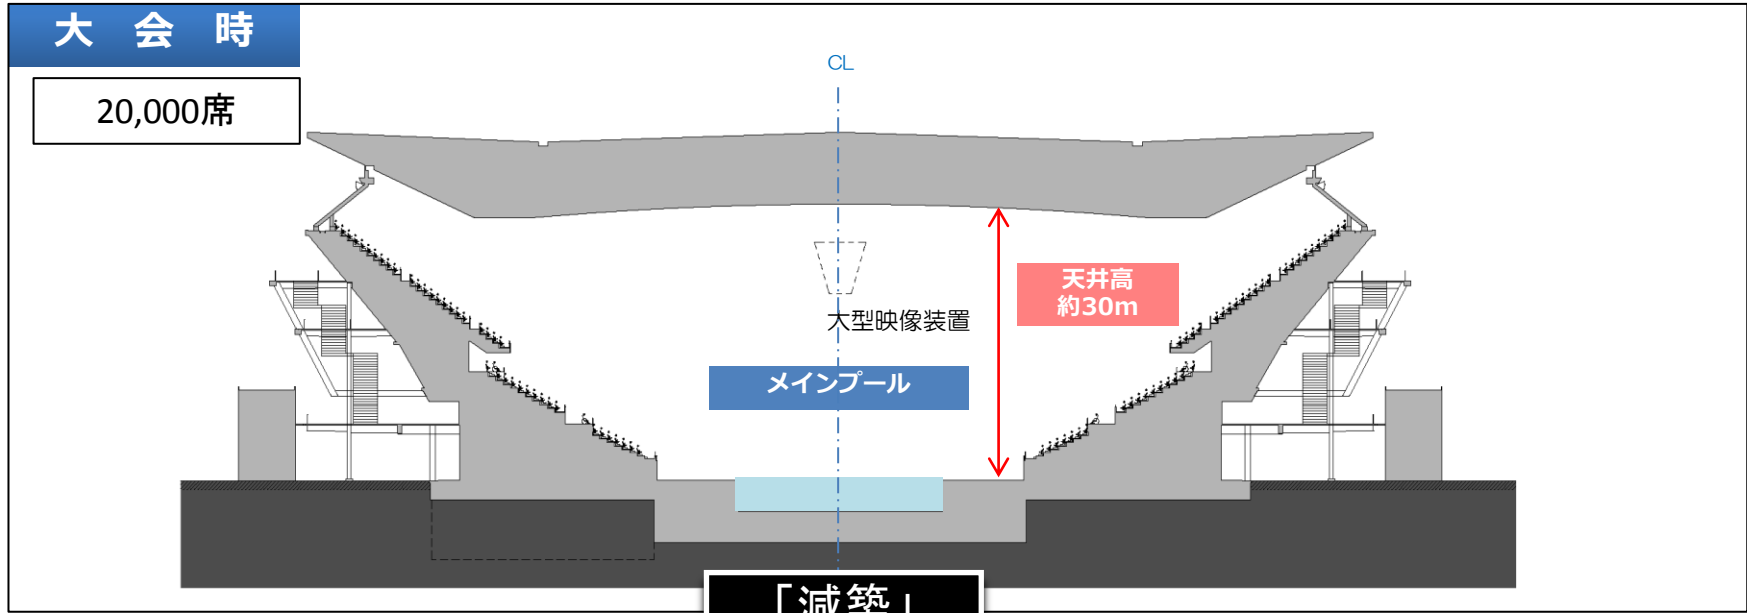 大 会 時
20,000席
CL
天井高
約30m
大型映像装置
メインプール
「減築」